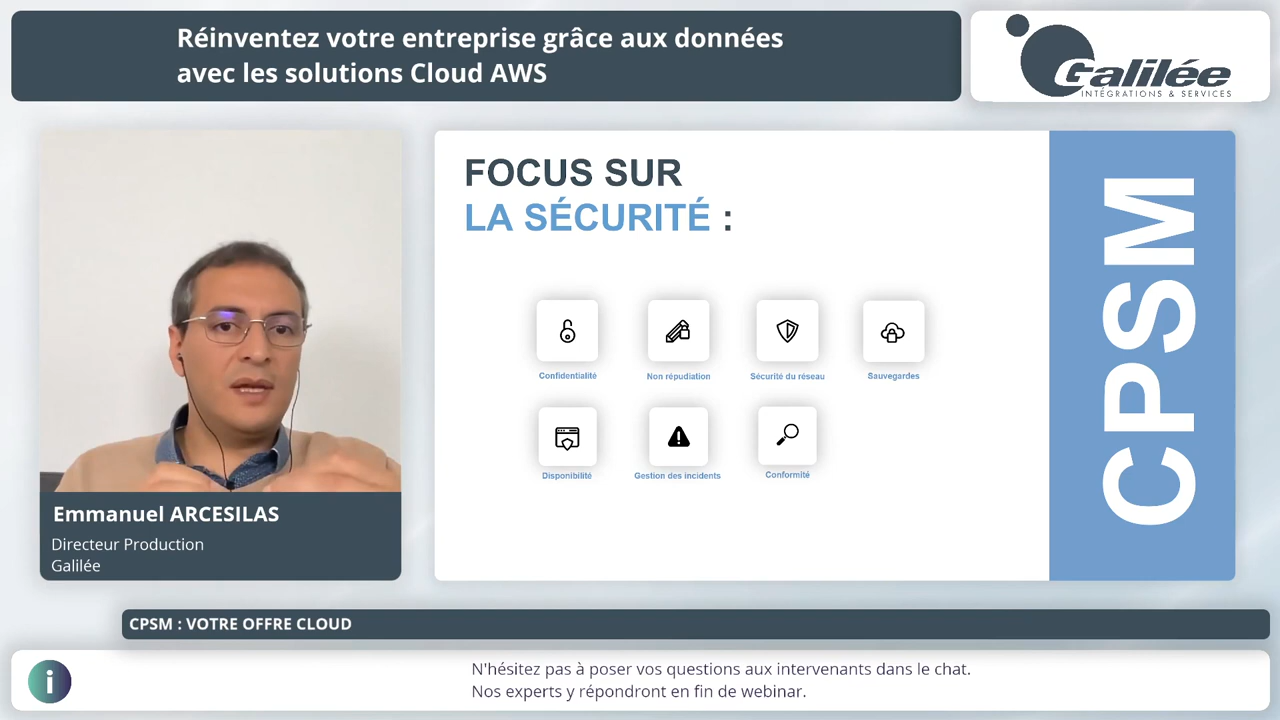 Réinventez votre entreprise grâce aux données
avec les solutions Cloud AWS
Galilée
INTÉGRATIONS & SERVICES
FOCUS SUR
LA SÉCURITÉ :
Confidentialité
Non répudiation
Sécurité du réseau
Sauvegardes
Disponibilité
Gestion des incidents
Conformité
CPSM
Emmanuel ARCESILAS
Directeur Production
Galilée
CPSM : VOTRE OFFRE CLOUD
i
N'hésitez pas à poser vos questions aux intervenants dans le chat.
Nos experts y répondront en fin de webinar.